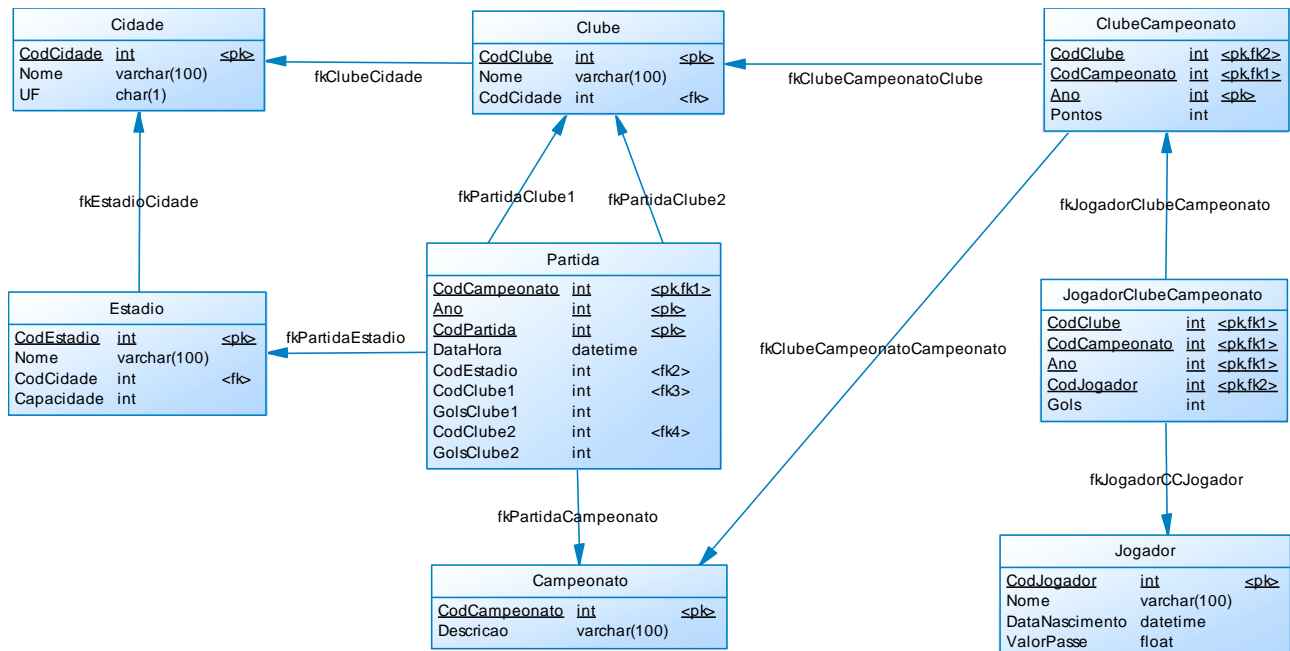 Cidade
CodCidade int <pk>
Nome varchar(100)
UF char(1)
fkClubeCidade
Clube
CodClube int <pk>
Nome varchar(100)
CodCidade int <fk>
fkClubeCampeonatoClube
ClubeCampeonato
CodClube int <pk,fk2>
CodCampeonato int <pk,fk1>
Ano int <pk>
Pontos int
fkEstadioCidade
fkPartidaClube1
fkPartidaClube2
fkJogadorClubeCampeonato
Estadio
CodEstadio int <pk>
Nome varchar(100)
CodCidade int <fk>
Capacidade int
fkPartidaEstadio
Partida
CodCampeonato int <pk,fk1>
Ano int <pk>
CodPartida int <pk>
DataHora datetime
CodEstadio int <fk2>
CodClube1 int <fk3>
GolsClube1 int
CodClube2 int <fk4>
GolsClube2 int
fkClubeCampeonatoCampeonato
JogadorClubeCampeonato
CodClube int <pk,fk1>
CodCampeonato int <pk,fk1>
Ano int <pk,fk1>
CodJogador int <pk,fk2>
Gols int
fkPartidaCampeonato
fkJogadorCCJogador
Campeonato
CodCampeonato int <pk>
Descricao varchar(100)
Jogador
CodJogador int <pk>
Nome varchar(100)
DataNascimento datetime
ValorPasse float